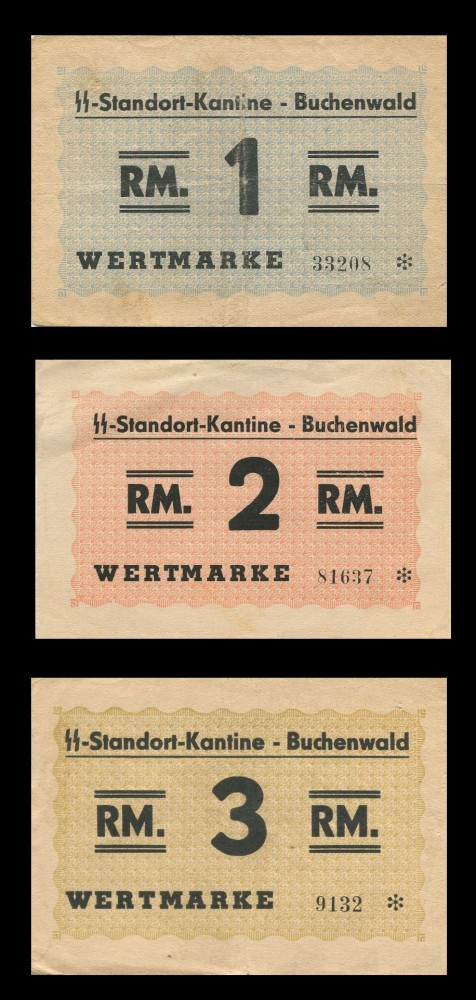 ᛋᛋ-Standort-Kantine - Buchenwald
RM. 1 RM.
WERTMARKE 33208 *
ᛋᛋ-Standort-Kantine - Buchenwald
RM. 2 RM.
WERTMARKE 81637 *
ᛋᛋ-Standort-Kantine - Buchenwald
RM. 3 RM.
WERTMARKE 9132 *